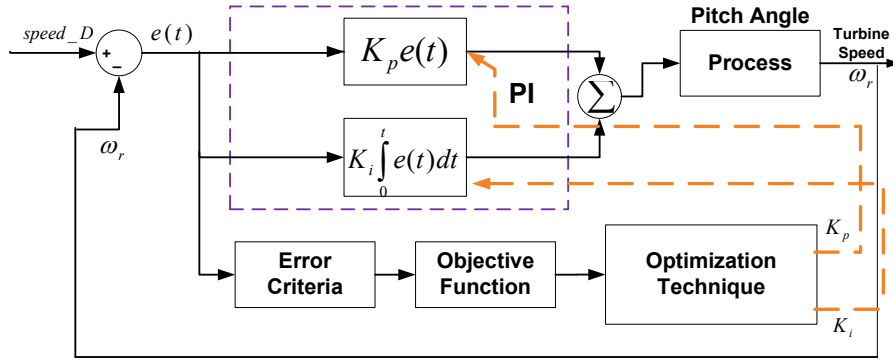 Pitch Angle
speed_D
+
−
e(t)
K_p e(t)
PI
∑
Process
Turbine
Speed
ω_r
ω_r
K_i ∫_0^t e(t)dt
Error
Criteria
Objective
Function
Optimization
Technique
K_p
K_i